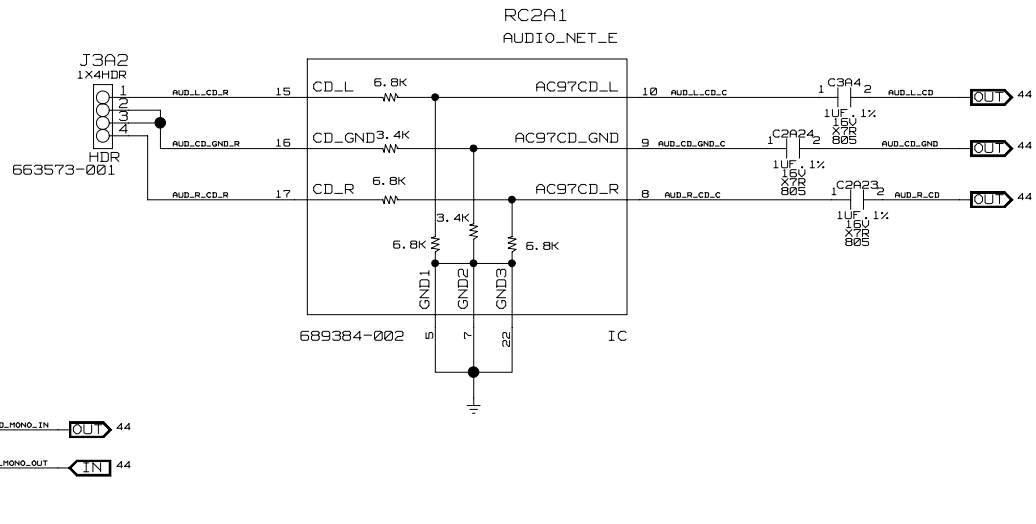 RC2A1
AUDIO_NET_E
J3A2
1X4HDR
1
2
3
4
HDR
663573-001
AUD_L_CD_R
15
CD_L
6.8K
AC97CD_L
10
AUD_L_CD_C
C3A4
1
2
1UF .1%
16V
X7R
805
AUD_L_CD
OUT
44
AUD_CD_GND_R
16
CD_GND
3.4K
AC97CD_GND
9
AUD_CD_GND_C
C2A24
1
2
1UF .1%
16V
X7R
805
AUD_CD_GND
OUT
44
AUD_R_CD_R
17
CD_R
6.8K
AC97CD_R
8
AUD_R_CD_C
C2A23
1
2
1UF .1%
16V
X7R
805
AUD_R_CD
OUT
44
6.8K
3.4K
6.8K
GND1
GND2
GND3
689384-002
5
7
22
IC
D_MONO_IN
OUT
44
_MONO_OUT
IN
44